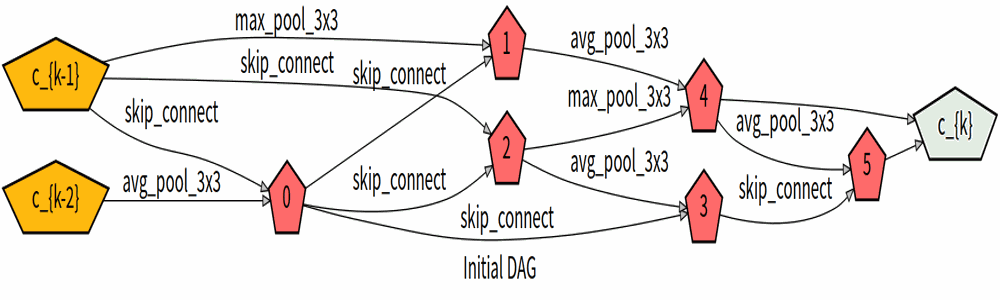 max_pool_3x3
1
avg_pool_3x3
c_{k-1}
skip_connect
skip_connect
skip_connect
max_pool_3x3
4
avg_pool_3x3
c_{k}
2
avg_pool_3x3
5
c_{k-2}
avg_pool_3x3
0
skip_connect
skip_connect
3
skip_connect
Initial DAG